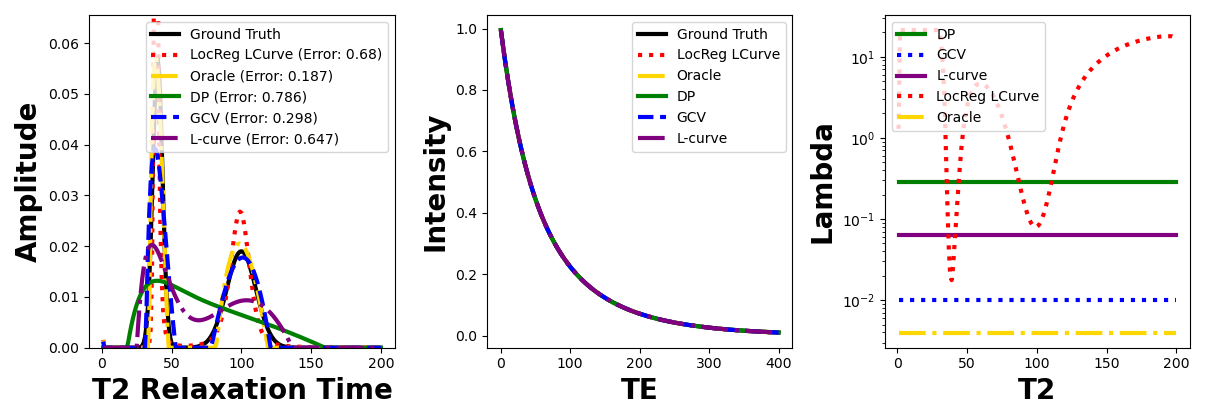 Amplitude
0.06
0.05
0.04
0.03
0.02
0.01
0.00
Ground Truth
LocReg LCurve (Error: 0.68)
Oracle (Error: 0.187)
DP (Error: 0.786)
GCV (Error: 0.298)
L-curve (Error: 0.647)
0 50 100 150 200
T2 Relaxation Time
Intensity
1.0
0.8
0.6
0.4
0.2
0.0
Ground Truth
LocReg LCurve
Oracle
DP
GCV
L-curve
0 100 200 300 400
TE
Lambda
10¹
10⁰
10⁻¹
10⁻²
DP
GCV
L-curve
LocReg LCurve
Oracle
0 50 100 150 200
T2